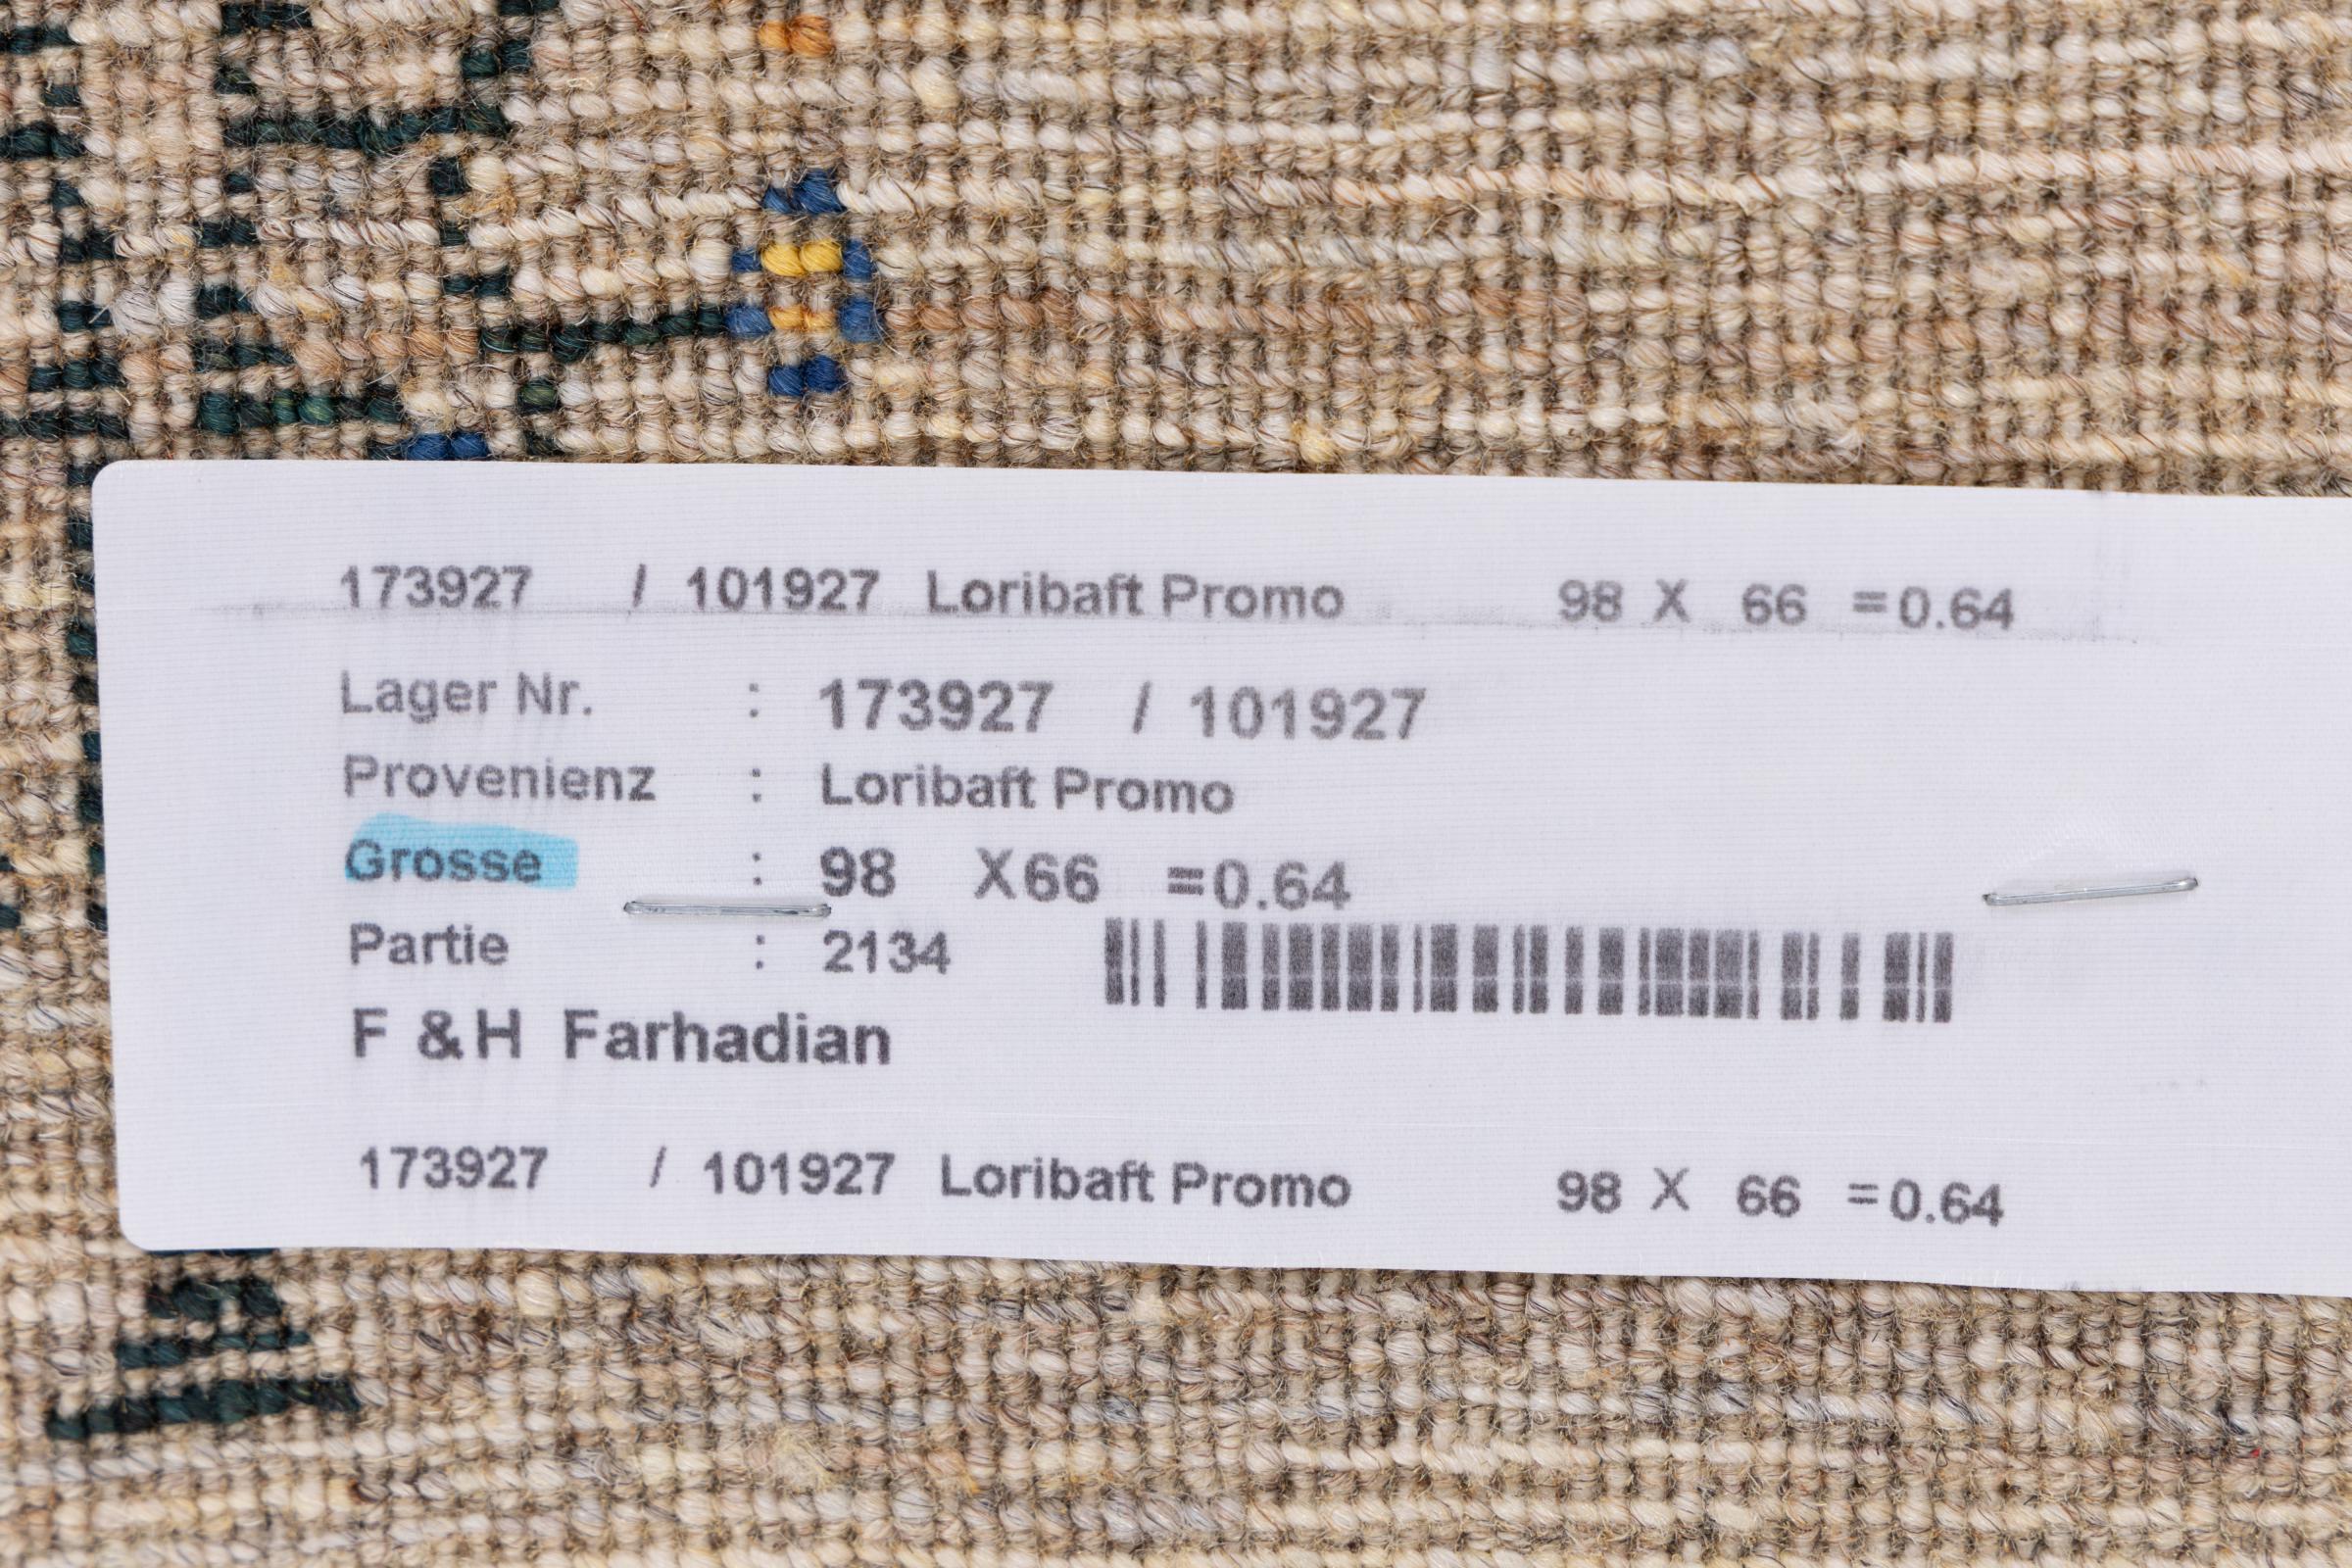 173927 / 101927 Loribaft Promo 98 X 66 =0.64
Lager Nr. : 173927 / 101927
Provenienz : Loribaft Promo
Grosse : 98 X66 =0.64
Partie : 2134
F &H Farhadian
173927 / 101927 Loribaft Promo 98 X 66 =0.64